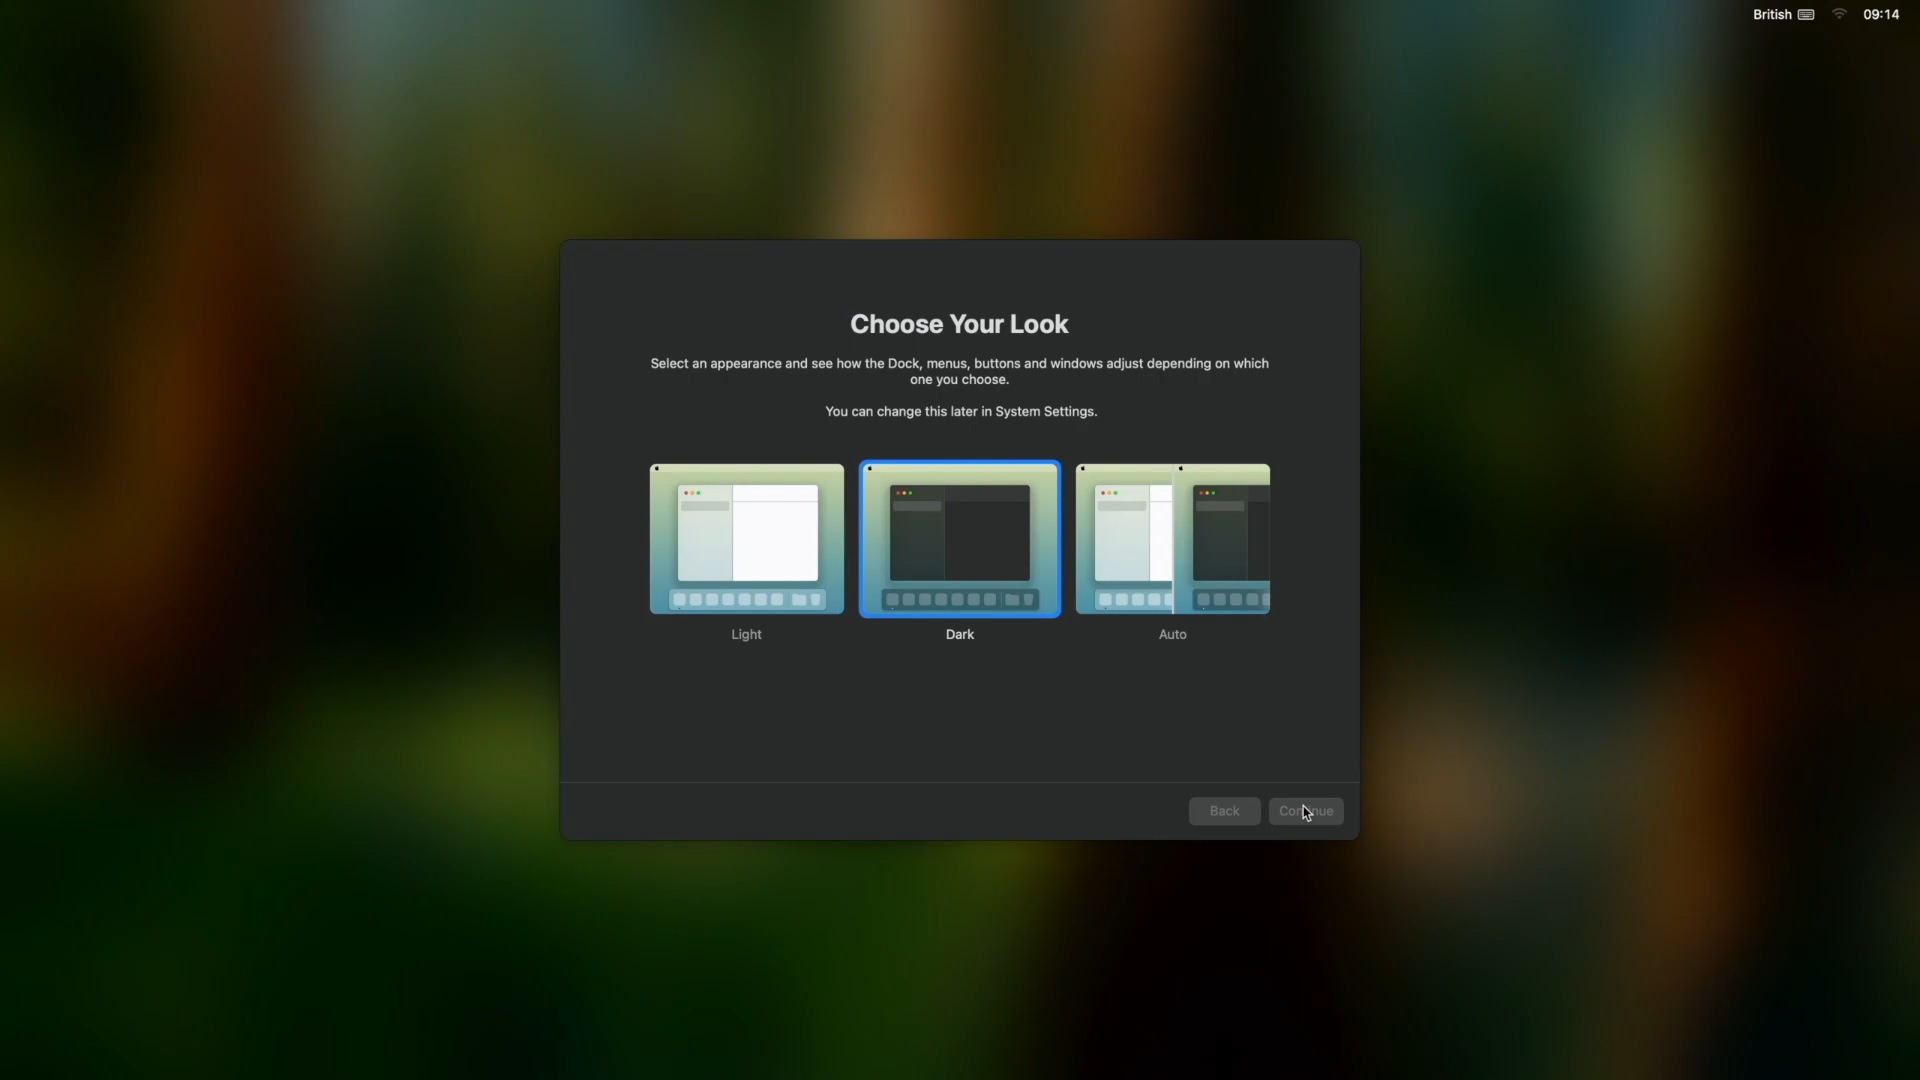 British 09:14
Choose Your Look
Select an appearance and see how the Dock, menus, buttons and windows adjust depending on which
one you choose.
You can change this later in System Settings.
Light Dark Auto
Back Continue